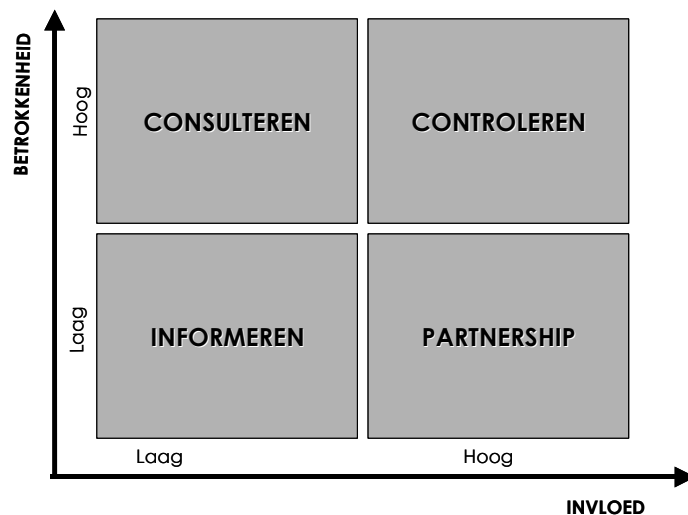 BETROKKENHEID
Hoog
CONSULTEREN
CONTROLEREN
Laag
INFORMEREN
PARTNERSHIP
Laag
Hoog
INVLOED